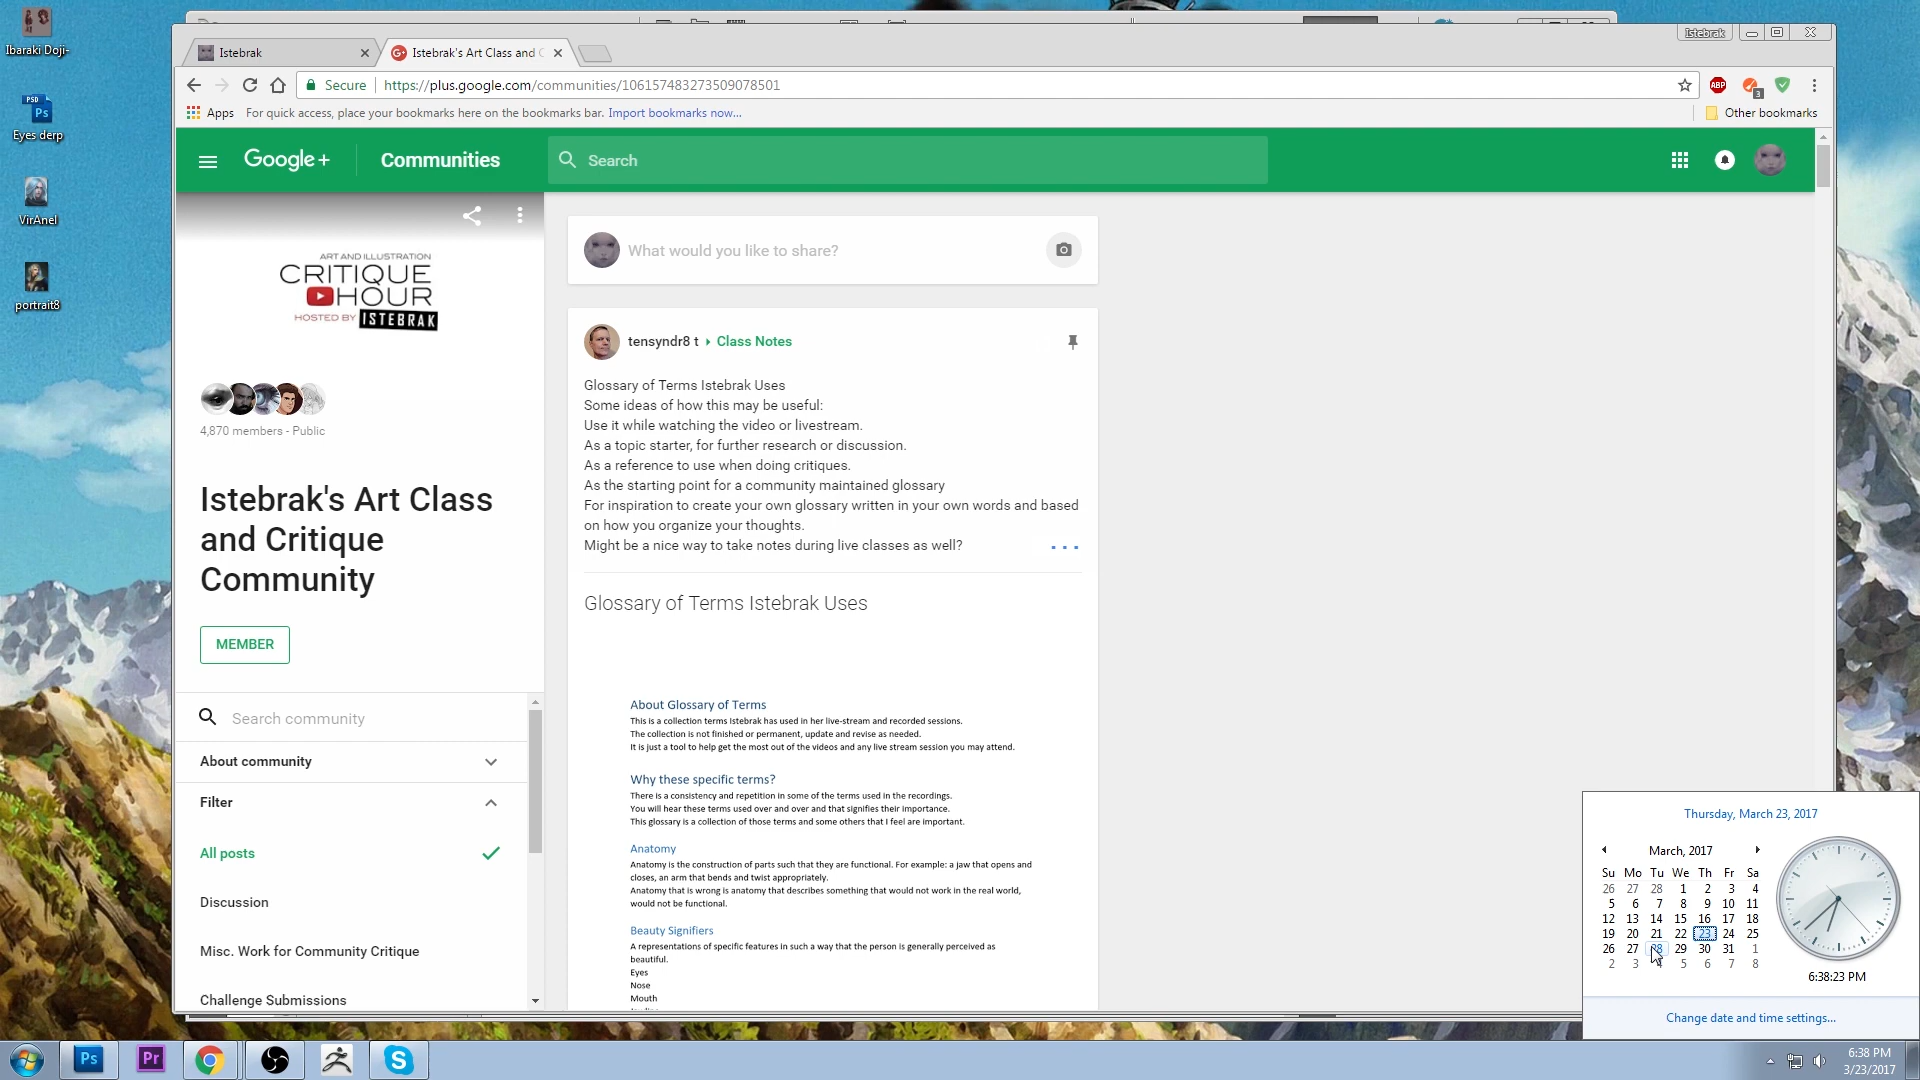 Ibaraki Doji-
Eyes derp
VirAnel
portrait8
Istebrak
Istebrak
Istebrak's Art Class and C
Secure
https://plus.google.com/communities/106157483273509078501
ABP
3
Apps
For quick access, place your bookmarks here on the bookmarks bar. Import bookmarks now...
Other bookmarks
Google+
Communities
Search
ART AND ILLUSTRATION
CRITIQUE
HOUR
HOSTED BY ISTEBRAK
4,870 members - Public
Istebrak's Art Class
and Critique
Community
MEMBER
Search community
About community
Filter
All posts
Discussion
Misc. Work for Community Critique
Challenge Submissions
What would you like to share?
tensyndr8 t
Class Notes
Glossary of Terms Istebrak Uses
Some ideas of how this may be useful:
Use it while watching the video or livestream.
As a topic starter, for further research or discussion.
As a reference to use when doing critiques.
As the starting point for a community maintained glossary
For inspiration to create your own glossary written in your own words and based
on how you organize your thoughts.
Might be a nice way to take notes during live classes as well?
Glossary of Terms Istebrak Uses
About Glossary of Terms
This is a collection terms Istebrak has used in her live-stream and recorded sessions.
The collection is not finished or permanent, update and revise as needed.
It is just a tool to help get the most out of the videos and any live stream session you may attend.
Why these specific terms?
There is a consistency and repetition in some of the terms used in the recordings.
You will hear these terms used over and over and that signifies their importance.
This glossary is a collection of those terms and some others that I feel are important.
Anatomy
Anatomy is the construction of parts such that they are functional. For example: a jaw that opens and
closes, an arm that bends and twist appropriately.
Anatomy that is wrong is anatomy that describes something that would not work in the real world,
would not be functional.
Beauty Signifiers
A representations of specific features in such a way that the person is generally perceived as
beautiful.
Eyes
Nose
Mouth
Thursday, March 23, 2017
March, 2017
Su Mo Tu We Th Fr Sa
26 27 28 1 2 3 4
5 6 7 8 9 10 11
12 13 14 15 16 17 18
19 20 21 22 23 24 25
26 27 28 29 30 31 1
2 3 4 5 6 7 8
6:38:23 PM
Change date and time settings...
PSD
Ps
Ps
Pr
6:38 PM
3/23/2017